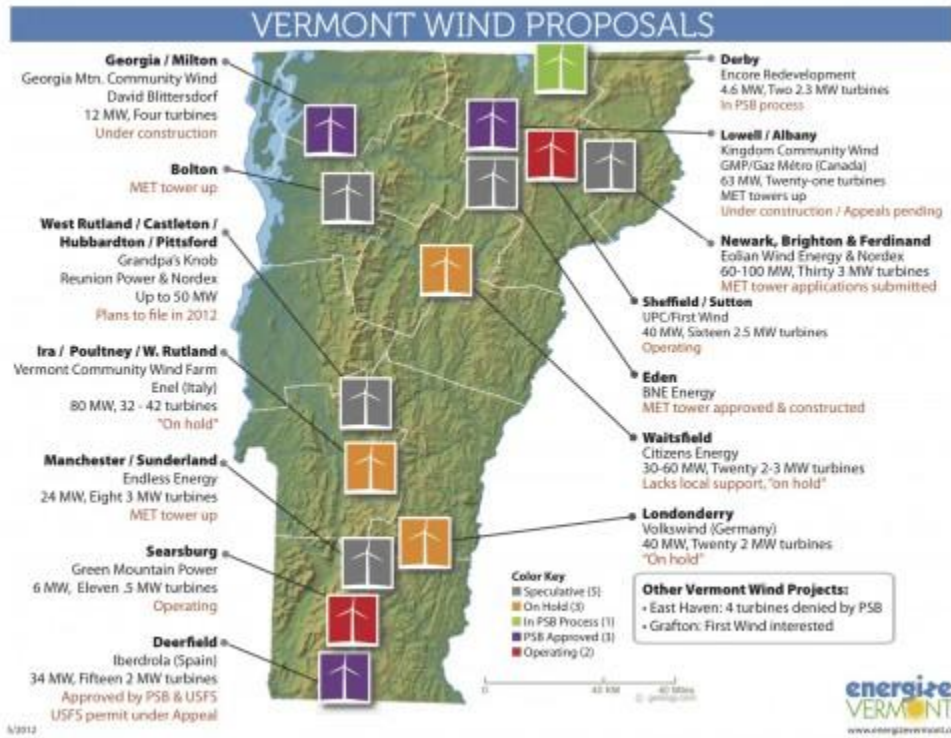 VERMONT WIND PROPOSALS
Georgia / Milton
Georgia Mtn. Community Wind
David Blittersdorf
12 MW, Four turbines
Under construction
Bolton
MET tower up
West Rutland / Castleton /
Hubbardton / Pittsford
Grandpa's Knob
Reunion Power & Nordex
Up to 50 MW
Plans to file in 2012
Ira / Poultney / W. Rutland
Vermont Community Wind Farm
Enel (Italy)
80 MW, 32 - 42 turbines
"On hold"
Manchester / Sunderland
Endless Energy
24 MW, Eight 3 MW turbines
MET tower up
Searsburg
Green Mountain Power
6 MW, Eleven .5 MW turbines
Operating
Deerfield
Iberdrola (Spain)
34 MW, Fifteen 2 MW turbines
Approved by PSB & USFS
USFS permit under Appeal
Derby
Encore Redevelopment
4.6 MW, Two 2.3 MW turbines
In PSB process
Lowell / Albany
Kingdom Community Wind
GMP/Gaz Métro (Canada)
63 MW, Twenty-one turbines
MET towers up
Under construction / Appeals pending
Newark, Brighton & Ferdinand
Eolian Wind Energy & Nordex
60-100 MW, Thirty 3 MW turbines
MET tower applications submitted
Sheffield / Sutton
UPC/First Wind
40 MW, Sixteen 2.5 MW turbines
Operating
Eden
BNE Energy
MET tower approved & constructed
Waitsfield
Citizens Energy
30-60 MW, Twenty 2-3 MW turbines
Lacks local support, "on hold"
Londonderry
Volkswind (Germany)
40 MW, Twenty 2 MW turbines
"On hold"
Color Key
Speculative (5)
On Hold (3)
In PSB Process (1)
PSB Approved (3)
Operating (2)
Other Vermont Wind Projects:
• East Haven: 4 turbines denied by PSB
• Grafton: First Wind interested
0 40 KM 40 Miles
energize
VERMONT
5/2012